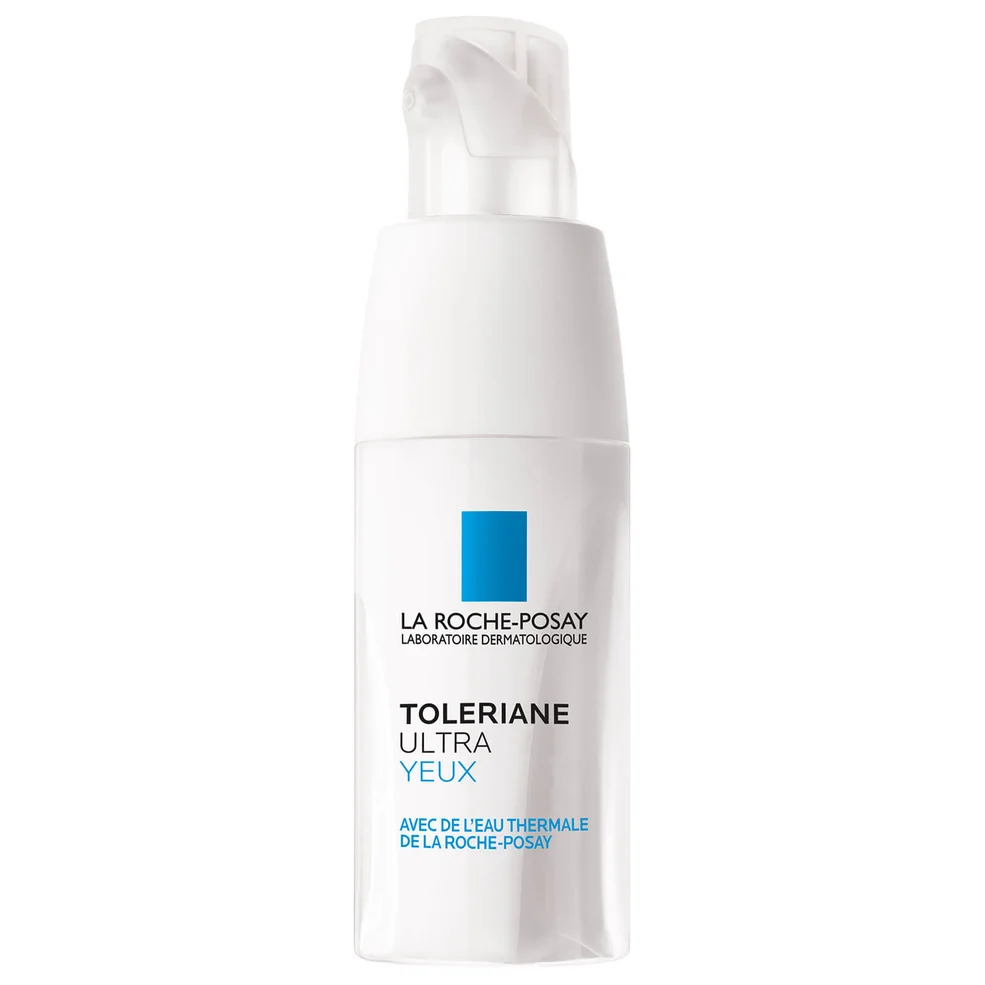 LA ROCHE-POSAY
LABORATOIRE DERMATOLOGIQUE
TOLERIANE
ULTRA
YEUX
AVEC DE L'EAU THERMALE
DE LA ROCHE-POSAY